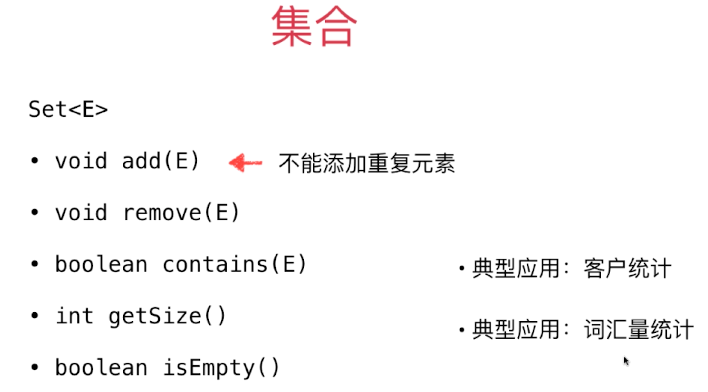 集合
Set<E>
• void add(E) 不能添加重复元素
• void remove(E)
• boolean contains(E)
• 典型应用：客户统计
• int getSize()
• 典型应用：词汇量统计
• boolean isEmpty()